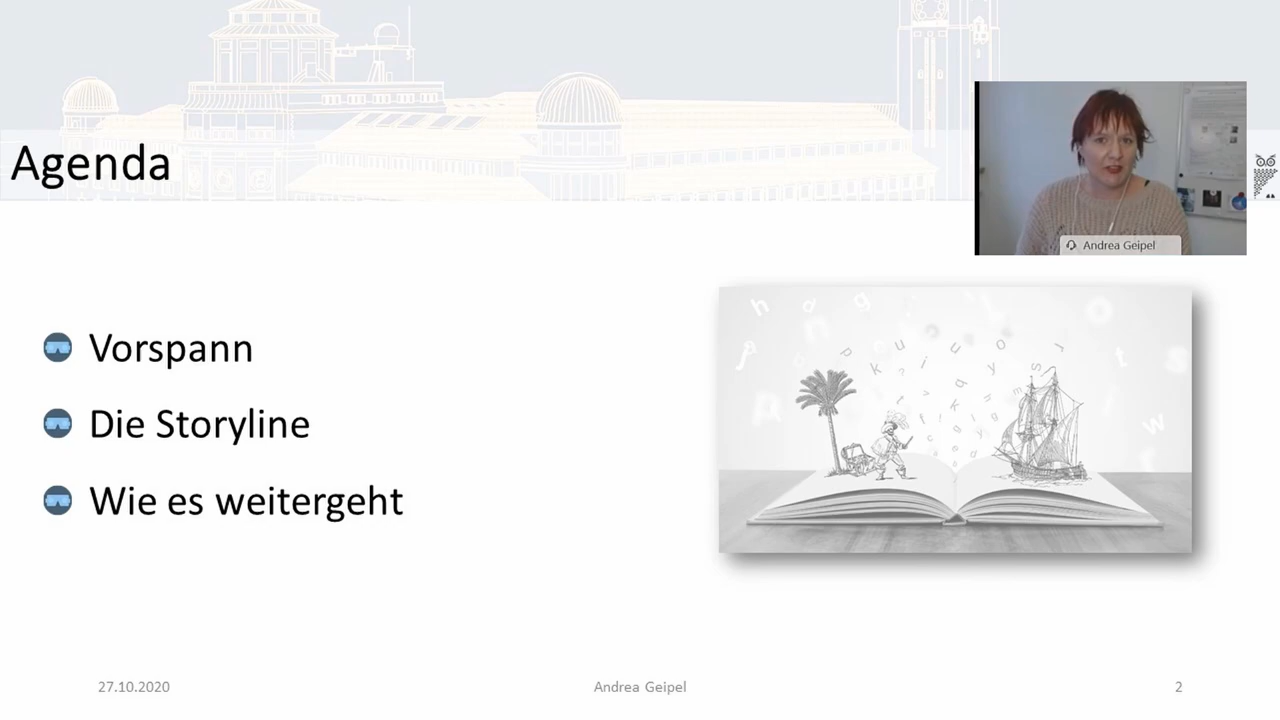 Agenda
Andrea Geipel
Vorspann
Die Storyline
Wie es weitergeht
27.10.2020
Andrea Geipel
2